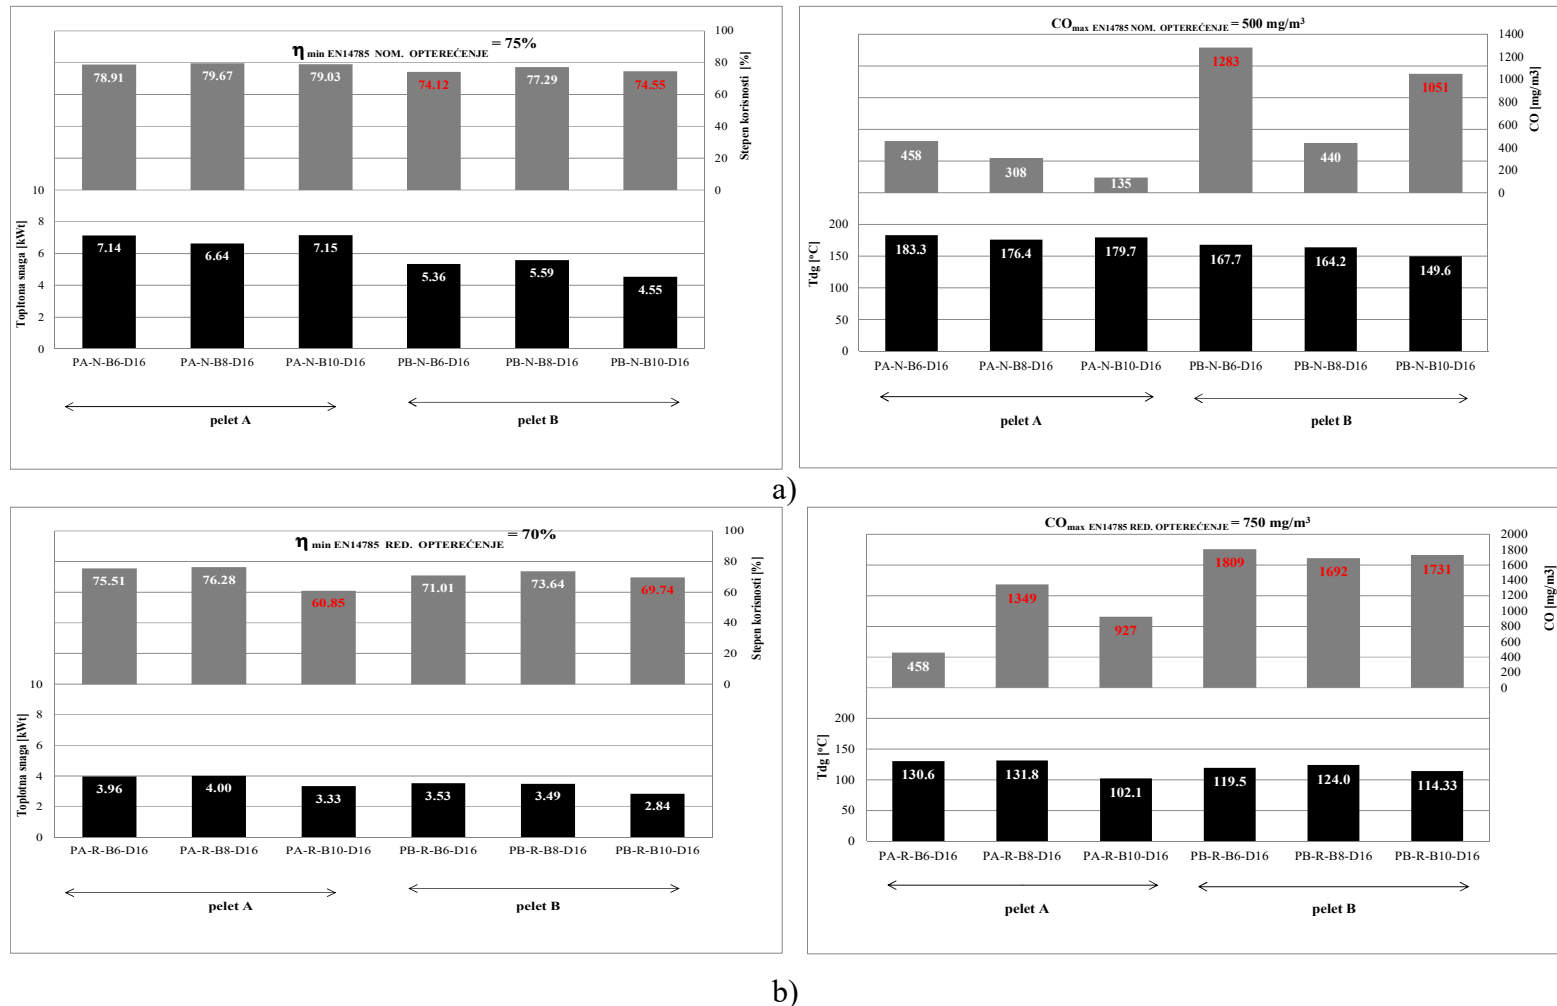 η min EN14785 NOM. OPTEREĆENJE = 75%
100
80
60
40
20
0
Stepen korisnosti [%]
78.91 79.67 79.03 74.12 77.29 74.55
10
8
6
4
2
0
Topltona snaga [kWt]
7.14 6.64 7.15 5.36 5.59 4.55
PA-N-B6-D16 PA-N-B8-D16 PA-N-B10-D16 PB-N-B6-D16 PB-N-B8-D16 PB-N-B10-D16
pelet A pelet B
COmax EN14785 NOM. OPTEREĆENJE = 500 mg/m³
1400
1200
1000
800
600
400
200
0
CO [mg/m3]
458 308 135 1283 440 1051
200
150
100
50
0
Tdg [°C]
183.3 176.4 179.7 167.7 164.2 149.6
PA-N-B6-D16 PA-N-B8-D16 PA-N-B10-D16 PB-N-B6-D16 PB-N-B8-D16 PB-N-B10-D16
pelet A pelet B
a)
η min EN14785 RED. OPTEREĆENJE = 70%
100
80
60
40
20
0
Stepen korisnosti [%]
75.51 76.28 60.85 71.01 73.64 69.74
10
8
6
4
2
0
Toplotna snaga [kWt]
3.96 4.00 3.33 3.53 3.49 2.84
PA-R-B6-D16 PA-R-B8-D16 PA-R-B10-D16 PB-R-B6-D16 PB-R-B8-D16 PB-R-B10-D16
pelet A pelet B
COmax EN14785 RED. OPTEREĆENJE = 750 mg/m³
2000
1800
1600
1400
1200
1000
800
600
400
200
0
CO [mg/m3]
458 1349 927 1809 1692 1731
200
150
100
50
0
Tdg [°C]
130.6 131.8 102.1 119.5 124.0 114.33
PA-R-B6-D16 PA-R-B8-D16 PA-R-B10-D16 PB-R-B6-D16 PB-R-B8-D16 PB-R-B10-D16
pelet A pelet B
b)